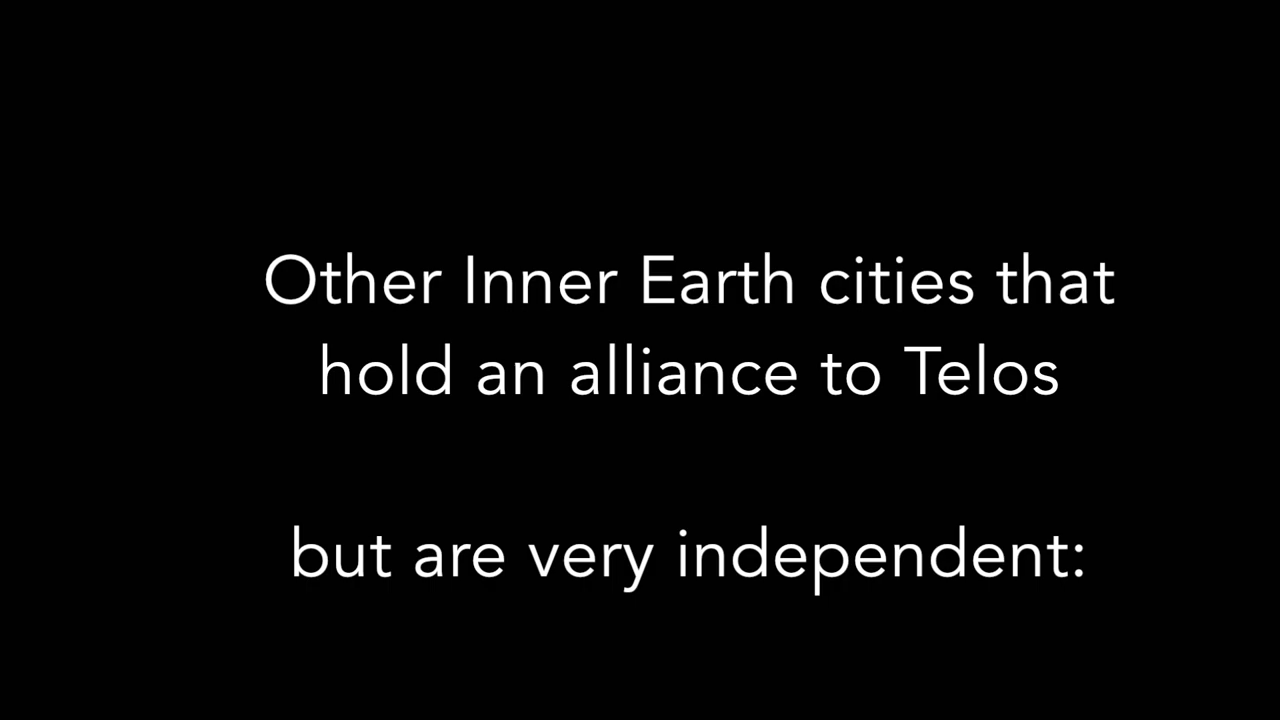 Other Inner Earth cities that
hold an alliance to Telos
but are very independent: